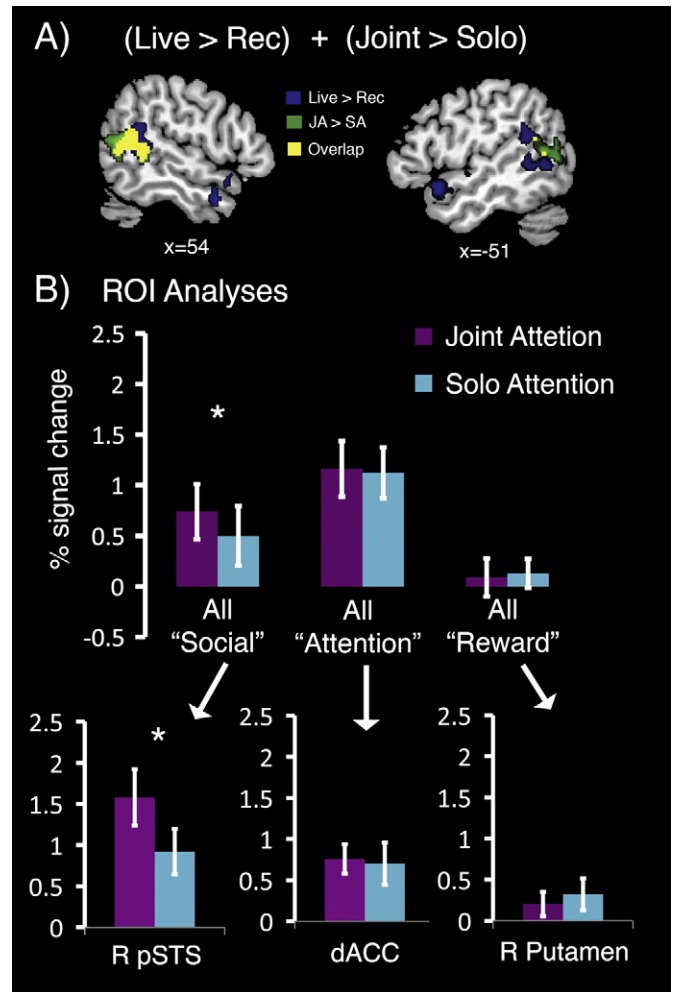 A) (Live > Rec) + (Joint > Solo)
Live > Rec
JA > SA
Overlap
x=54
x=-51
B) ROI Analyses
Joint Attetion
Solo Attention
% signal change
2.5
2
1.5
1
0.5
0
-0.5
*
All "Social"
All "Attention"
All "Reward"
2.5
2
1.5
1
0.5
0
*
R pSTS
2.5
2
1.5
1
0.5
0
dACC
2.5
2
1.5
1
0.5
0
R Putamen